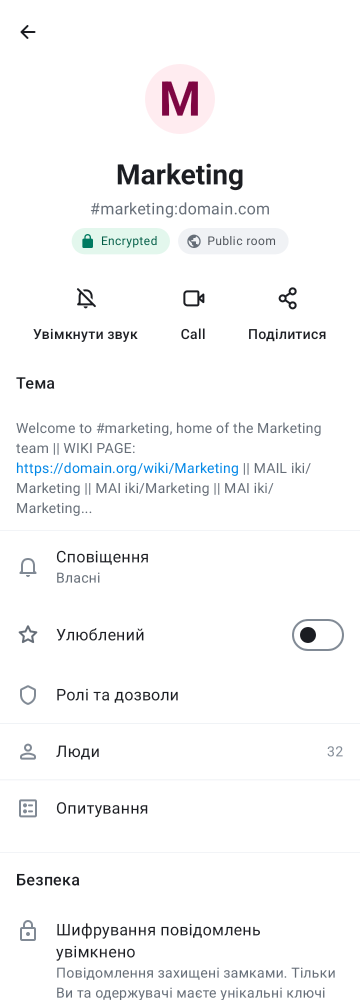 M
Marketing
#marketing:domain.com
Encrypted
Public room
Увімкнути звук
Call
Поділитися
Тема
Welcome to #marketing, home of the Marketing
team || WIKI PAGE:
https://domain.org/wiki/Marketing || MAIL iki/
Marketing || MAI iki/Marketing || MAI iki/
Marketing...
Сповіщення
Власні
Улюблений
Ролі та дозволи
Люди
32
Опитування
Безпека
Шифрування повідомлень
увімкнено
Повідомлення захищені замками. Тільки
Ви та одержувачі маєте унікальні ключі